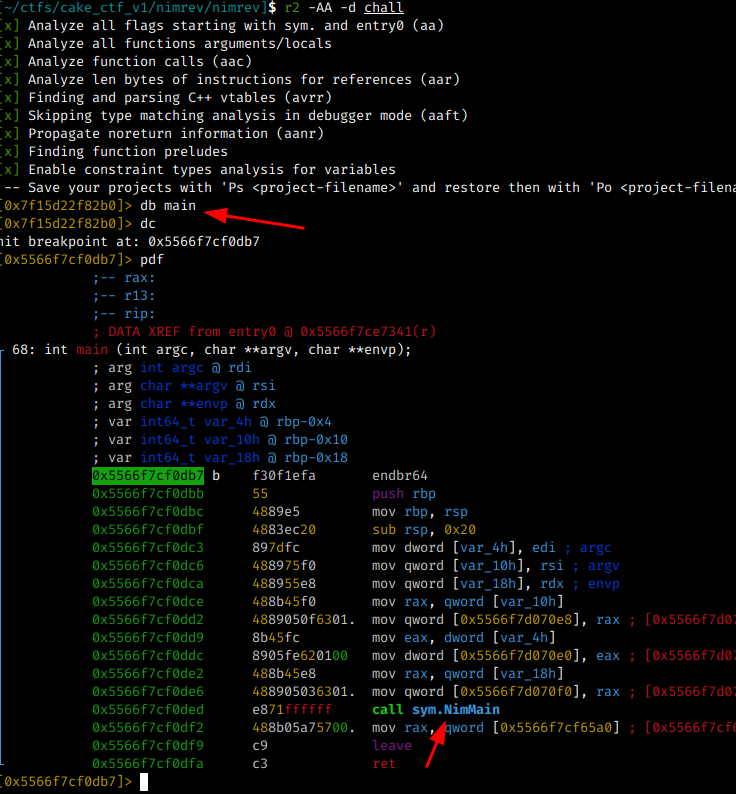 [~/ctfs/cake_ctf_v1/nimrev/nimrev]$ r2 -AA -d chall
[x] Analyze all flags starting with sym. and entry0 (aa)
[x] Analyze all functions arguments/locals
[x] Analyze function calls (aac)
[x] Analyze len bytes of instructions for references (aar)
[x] Finding and parsing C++ vtables (avrr)
[x] Skipping type matching analysis in debugger mode (aaft)
[x] Propagate noreturn information (aanr)
[x] Finding function preludes
[x] Enable constraint types analysis for variables
-- Save your projects with 'Ps <project-filename>' and restore then with 'Po <project-filena
[0x7f15d22f82b0]> db main
[0x7f15d22f82b0]> dc
hit breakpoint at: 0x5566f7cf0db7
[0x5566f7cf0db7]> pdf
;-- rax:
;-- r13:
;-- rip:
; DATA XREF from entry0 @ 0x5566f7ce7341(r)
68: int main (int argc, char **argv, char **envp);
; arg int argc @ rdi
; arg char **argv @ rsi
; arg char **envp @ rdx
; var int64_t var_4h @ rbp-0x4
; var int64_t var_10h @ rbp-0x10
; var int64_t var_18h @ rbp-0x18
0x5566f7cf0db7 b f30f1efa endbr64
0x5566f7cf0dbb 55 push rbp
0x5566f7cf0dbc 4889e5 mov rbp, rsp
0x5566f7cf0dbf 4883ec20 sub rsp, 0x20
0x5566f7cf0dc3 897dfc mov dword [var_4h], edi ; argc
0x5566f7cf0dc6 488975f0 mov qword [var_10h], rsi ; argv
0x5566f7cf0dca 488955e8 mov qword [var_18h], rdx ; envp
0x5566f7cf0dce 488b45f0 mov rax, qword [var_10h]
0x5566f7cf0dd2 4889050f6301. mov qword [0x5566f7d070e8], rax ; [0x5566f7d07
0x5566f7cf0dd9 8b45fc mov eax, dword [var_4h]
0x5566f7cf0ddc 8905fe620100 mov dword [0x5566f7d070e0], eax ; [0x5566f7d07
0x5566f7cf0de2 488b45e8 mov rax, qword [var_18h]
0x5566f7cf0de6 488905036301. mov qword [0x5566f7d070f0], rax ; [0x5566f7d07
0x5566f7cf0ded e871ffffff call sym.NimMain
0x5566f7cf0df2 488b05a75700. mov rax, qword [0x5566f7cf65a0] ; [0x5566f7cf6
0x5566f7cf0df9 c9 leave
0x5566f7cf0dfa c3 ret
[0x5566f7cf0db7]>